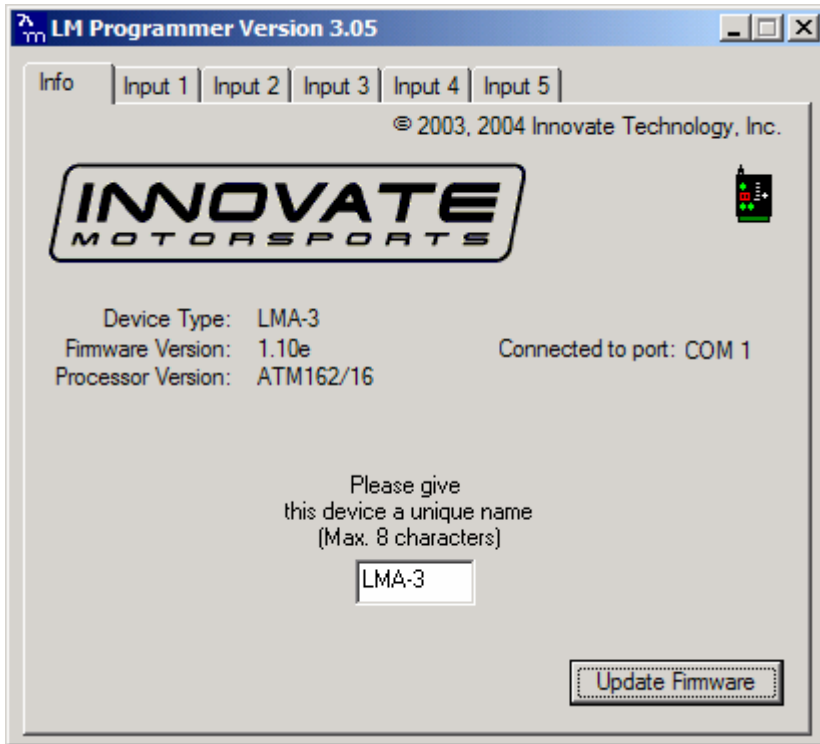 LM Programmer Version 3.05
Info Input 1 Input 2 Input 3 Input 4 Input 5
© 2003, 2004 Innovate Technology, Inc.
INNOVATE
MOTORSPORTS
Device Type: LMA-3
Firmware Version: 1.10e
Connected to port: COM 1
Processor Version: ATM162/16
Please give
this device a unique name
(Max. 8 characters)
LMA-3
Update Firmware